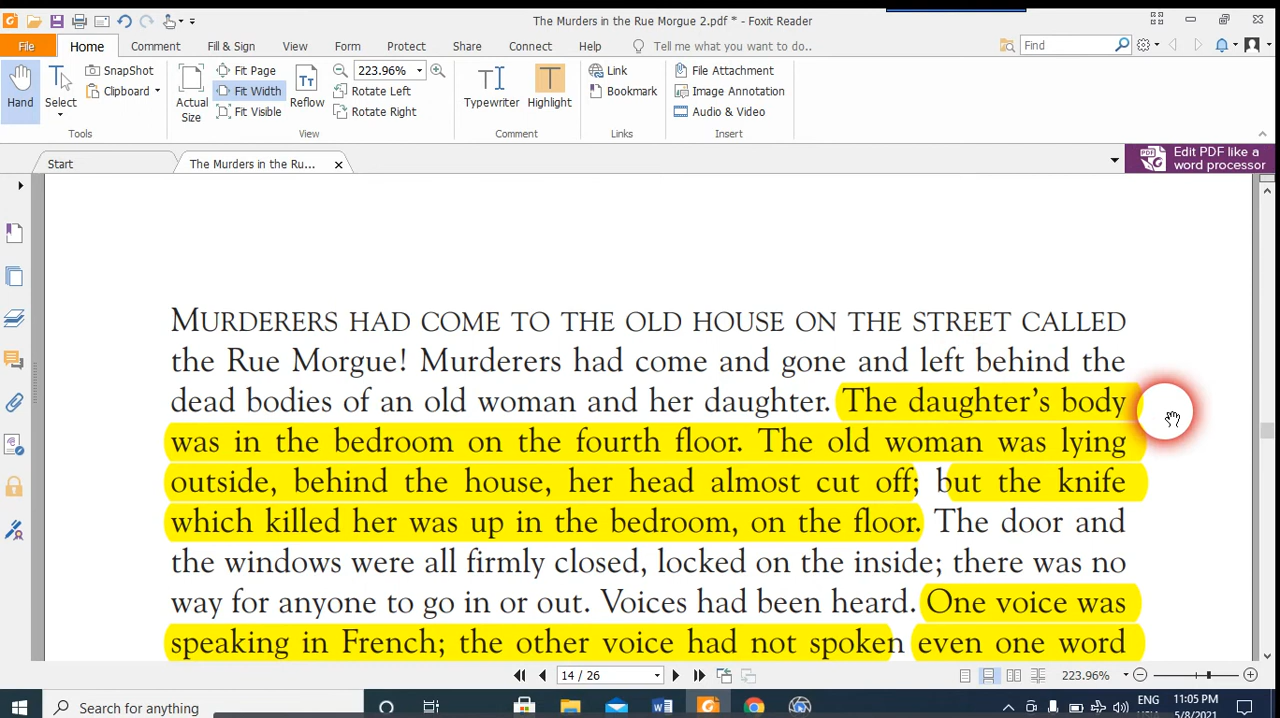 The Murders in the Rue Morgue 2.pdf * - Foxit Reader
File Home Comment Fill & Sign View Form Protect Share Connect Help Tell me what you want to do.. Find
Hand
Select
SnapShot
Clipboard
Actual Size
Fit Page
Fit Width
Fit Visible
Reflow
223.96%
Rotate Left
Rotate Right
Typewriter
Highlight
Link
Bookmark
File Attachment
Image Annotation
Audio & Video
Tools View Comment Links Insert
Start The Murders in the Ru...
Edit PDF like a
word processor
MURDERERS HAD COME TO THE OLD HOUSE ON THE STREET CALLED
the Rue Morgue! Murderers had come and gone and left behind the
dead bodies of an old woman and her daughter. The daughter's body
was in the bedroom on the fourth floor. The old woman was lying
outside, behind the house, her head almost cut off; but the knife
which killed her was up in the bedroom, on the floor. The door and
the windows were all firmly closed, locked on the inside; there was no
way for anyone to go in or out. Voices had been heard. One voice was
speaking in French; the other voice had not spoken even one word
14 / 26 223.96%
Type here to search
ENG
11:05 PM
5/8/2021